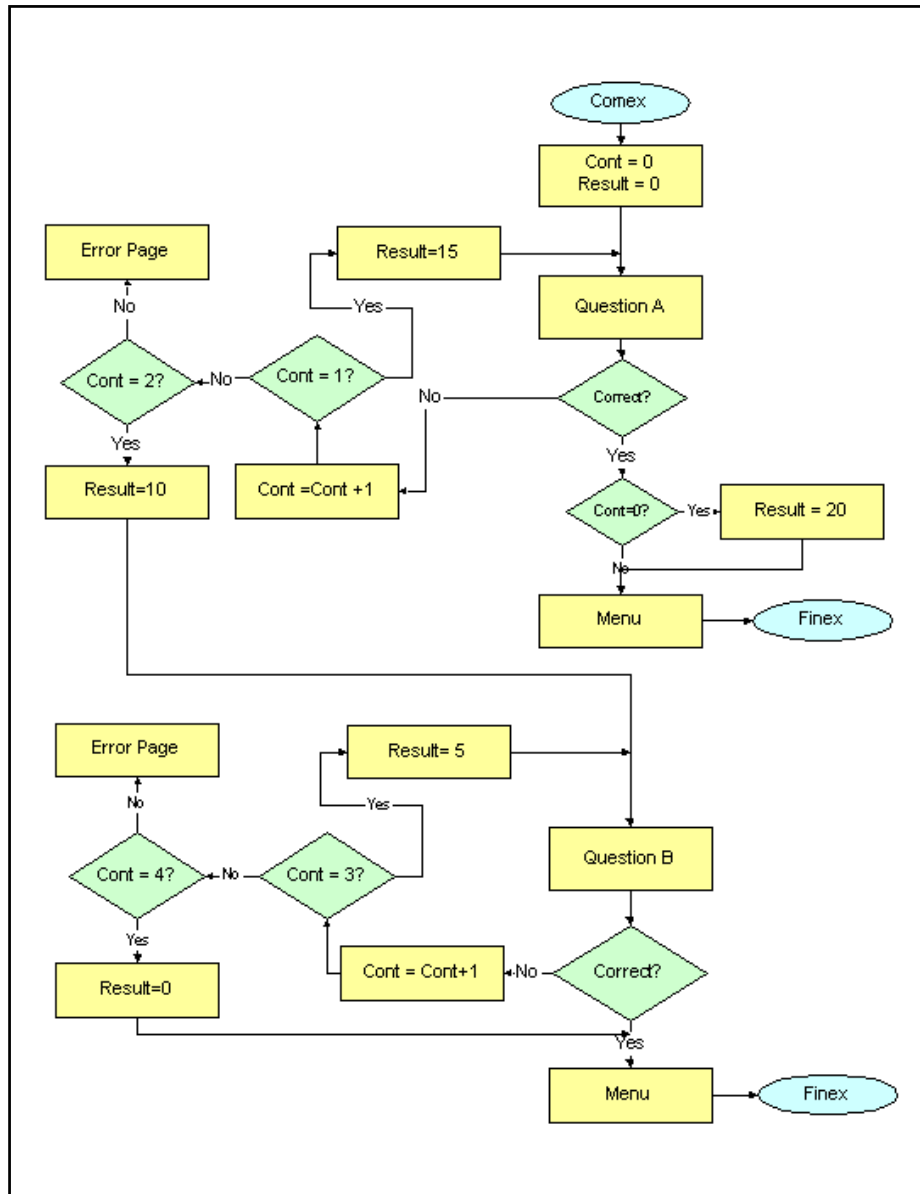 Comex
Cont = 0
Result = 0
Error Page
Result=15
Yes
No
Question A
Cont = 2?
No
Cont = 1?
No
Correct?
Yes
Yes
Result=10
Cont =Cont +1
Cont=0?
Yes
Result = 20
No
Menu
Finex
Error Page
Result= 5
No
Yes
Question B
Cont = 4?
No
Cont = 3?
Yes
Cont = Cont+1
No
Correct?
Result=0
Yes
Menu
Finex